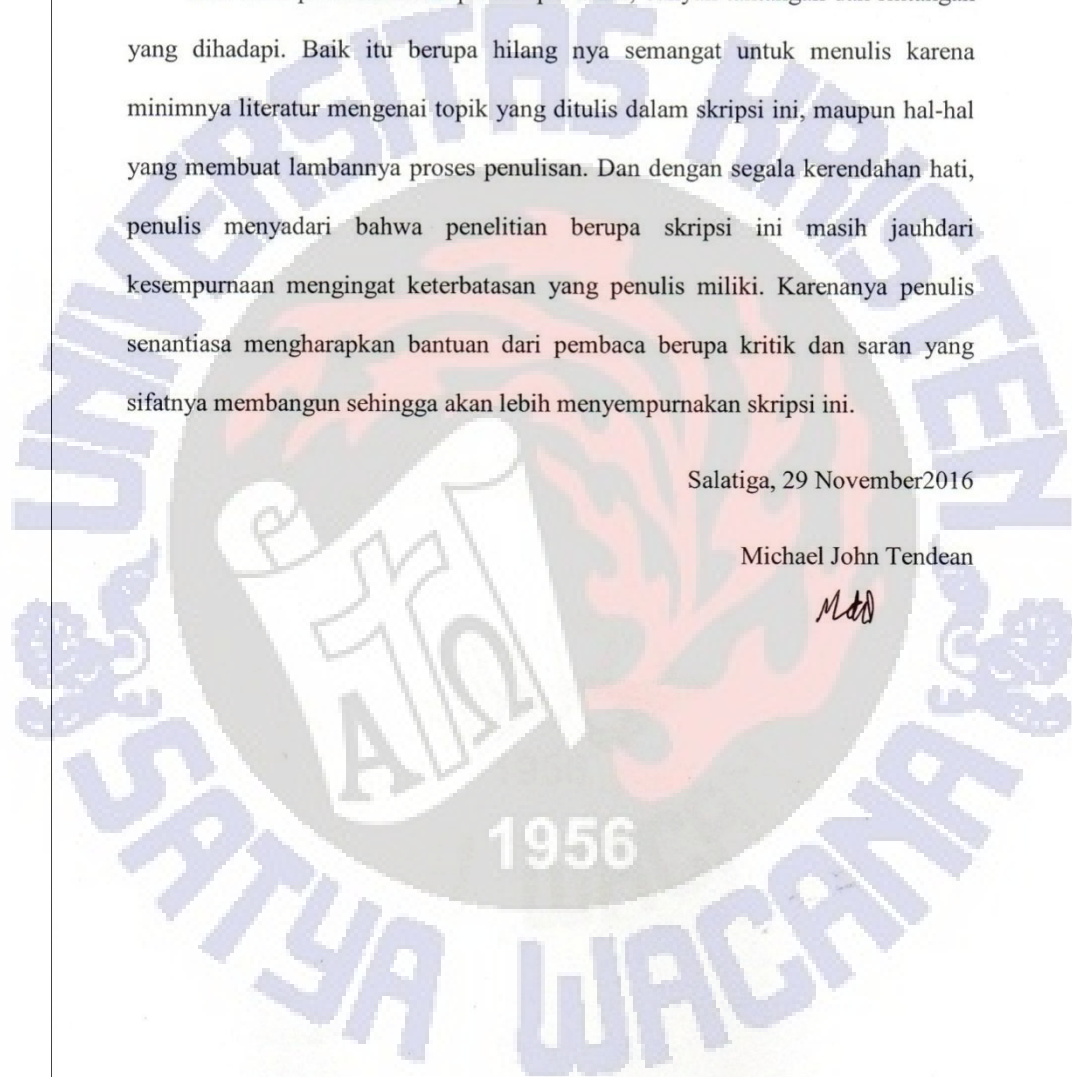 yang dihadapi. Baik itu berupa hilang nya semangat untuk menulis karena
minimnya literatur mengenai topik yang ditulis dalam skripsi ini, maupun hal-hal
yang membuat lambannya proses penulisan. Dan dengan segala kerendahan hati,
penulis menyadari bahwa penelitian berupa skripsi ini masih jauhdari
kesempurnaan mengingat keterbatasan yang penulis miliki. Karenanya penulis
senantiasa mengharapkan bantuan dari pembaca berupa kritik dan saran yang
sifatnya membangun sehingga akan lebih menyempurnakan skripsi ini.
Salatiga, 29 November2016
Michael John Tendean
UNIVERSITAS KRISTEN
A Ω
1956
SATYA WACANA